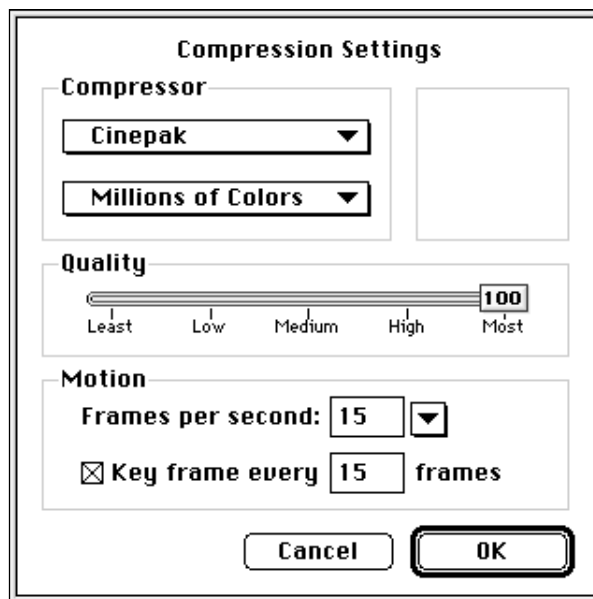 Compression Settings
Compressor
Cinepak
Millions of Colors
Quality
100
Least Low Medium High Most
Motion
Frames per second: 15
Key frame every 15 frames
Cancel OK